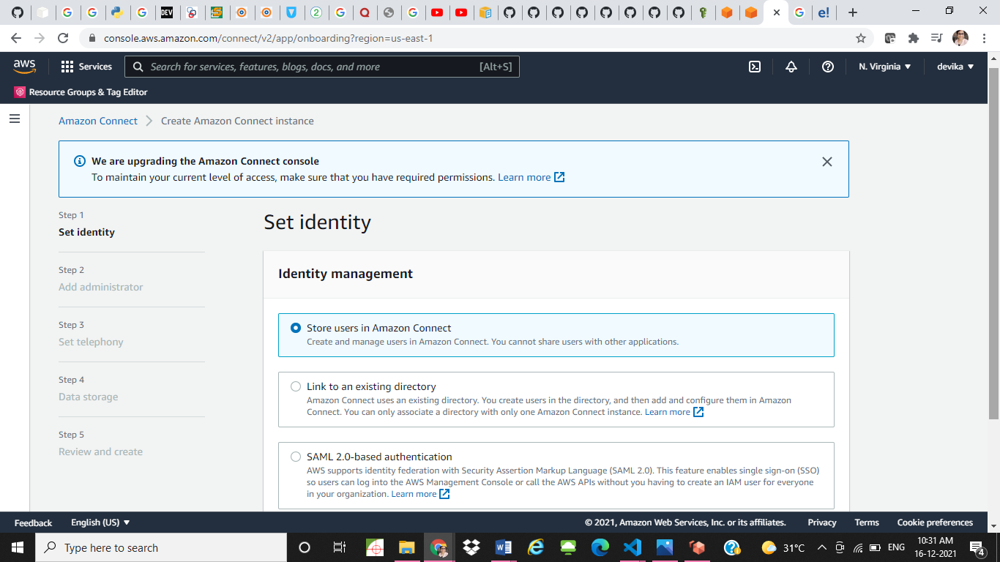 DEV
2
e!
console.aws.amazon.com/connect/v2/app/onboarding?region=us-east-1
aws
Services
Search for services, features, blogs, docs, and more
[Alt+S]
N. Virginia
devika
Resource Groups & Tag Editor
Amazon Connect
Create Amazon Connect instance
We are upgrading the Amazon Connect console
To maintain your current level of access, make sure that you have required permissions. Learn more
Step 1
Set identity
Step 2
Add administrator
Step 3
Set telephony
Step 4
Data storage
Step 5
Review and create
Set identity
Identity management
Store users in Amazon Connect
Create and manage users in Amazon Connect. You cannot share users with other applications.
Link to an existing directory
Amazon Connect uses an existing directory. You create users in the directory, and then add and configure them in Amazon
Connect. You can only associate a directory with only one Amazon Connect instance. Learn more
SAML 2.0-based authentication
AWS supports identity federation with Security Assertion Markup Language (SAML 2.0). This feature enables single sign-on (SSO)
so users can log into the AWS Management Console or call the AWS APIs without you having to create an IAM user for everyone
in your organization. Learn more
Feedback
English (US)
© 2021, Amazon Web Services, Inc. or its affiliates.
Privacy
Terms
Cookie preferences
Type here to search
31°C
ENG
10:31 AM
16-12-2021
4